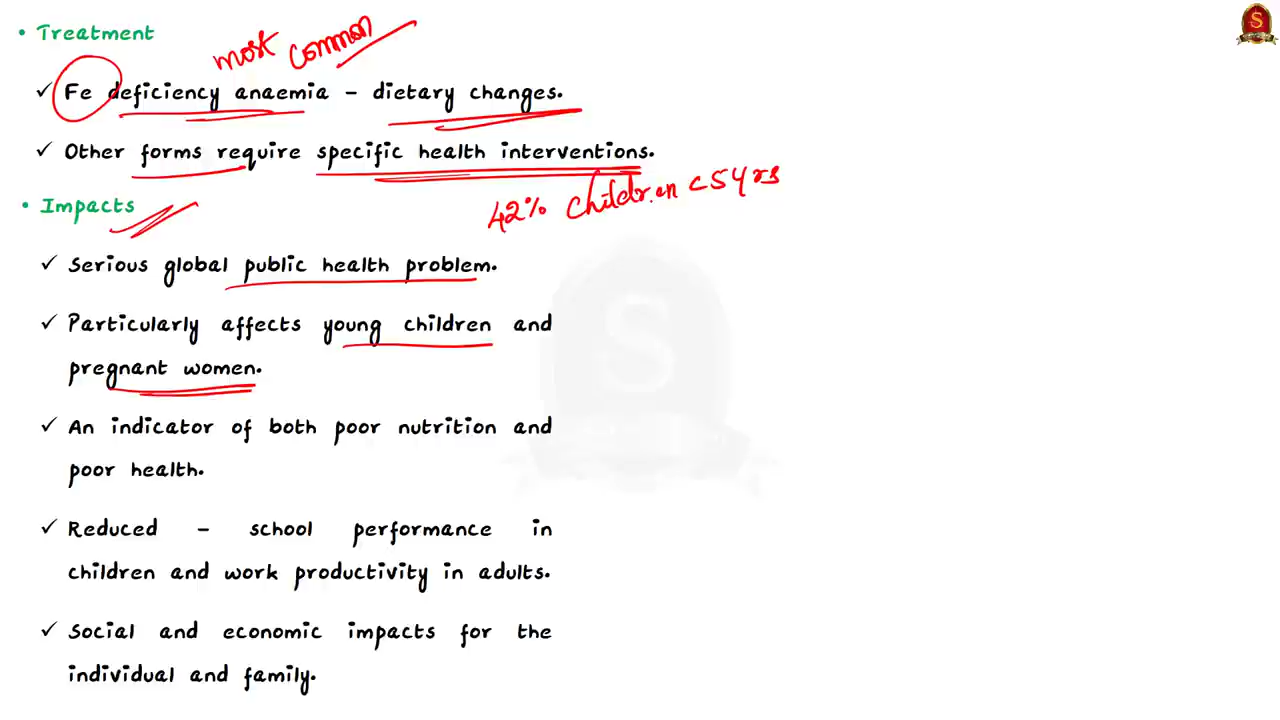 • Treatment
most common
✓ Fe deficiency anaemia – dietary changes.
✓ Other forms require specific health interventions.
42% children <5yrs
• Impacts
✓ Serious global public health problem.
✓ Particularly affects young children and
pregnant women.
✓ An indicator of both poor nutrition and
poor health.
✓ Reduced – school performance in
children and work productivity in adults.
✓ Social and economic impacts for the
individual and family.
S
S